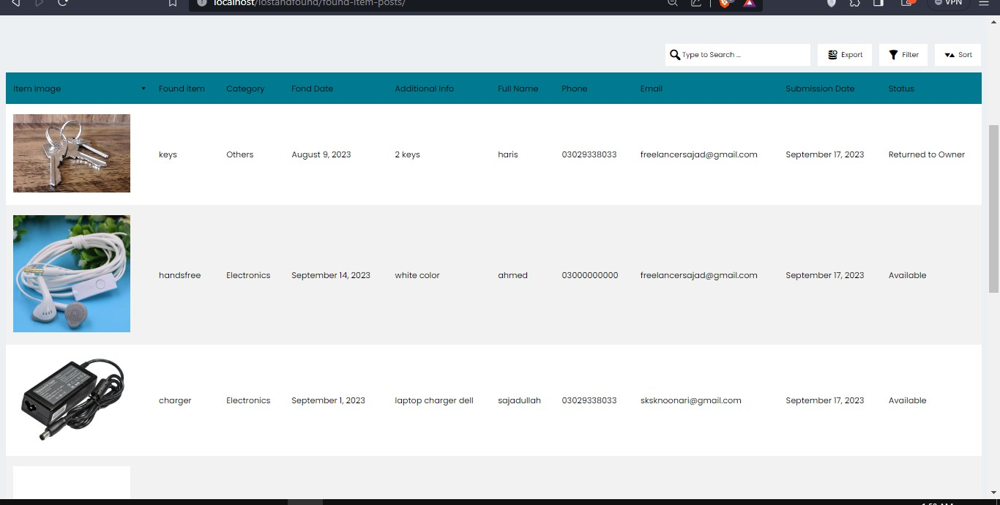 localhost/lostandfound/found-item-posts/
VPN
Type to Search ... Export Filter Sort
Item Image Found item Category Fond Date Additional Info Full Name Phone Email Submission Date Status
keys Others August 9, 2023 2 keys haris 03029338033 freelancersajad@gmail.com September 17, 2023 Returned to Owner
handsfree Electronics September 14, 2023 white color ahmed 03000000000 freelancersajad@gmail.com September 17, 2023 Available
charger Electronics September 1, 2023 laptop charger dell sajadullah 03029338033 sksknoonari@gmail.com September 17, 2023 Available